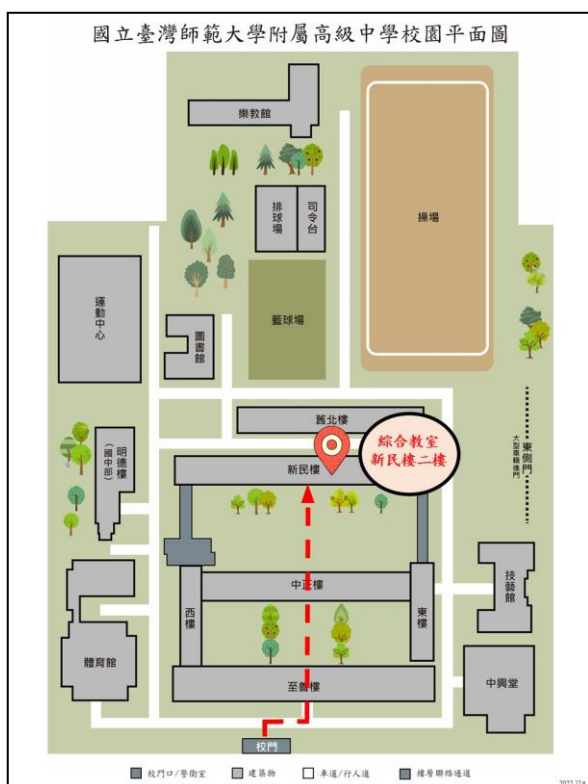 國立臺灣師範大學附屬高級中學校園平面圖
樂教館
排球場
司令台
操場
運動中心
圖書館
籃球場
舊北樓
綜合教室
新民樓二樓
明德樓
(國中部)
新民樓
東側門
大型車輛進門
中正樓
西樓
東樓
技藝館
體育館
至善樓
中興堂
校門
校門口/警衛室
建築物
車道/行人道
樓層聯絡通道